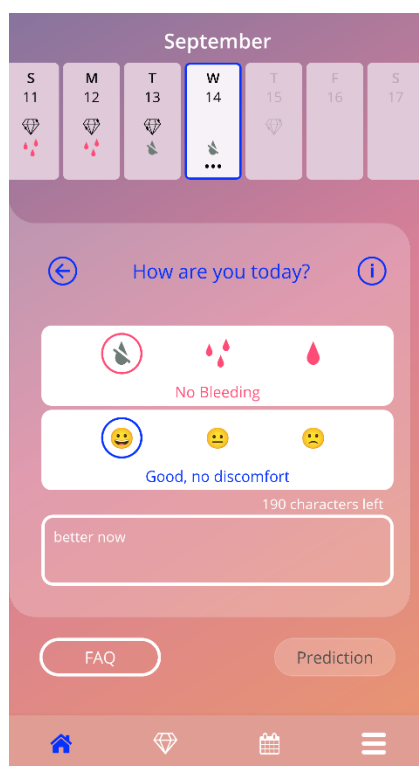 September
S M T W T F S
11 12 13 14 15 16 17
How are you today?
No Bleeding
Good, no discomfort
190 characters left
better now
FAQ Prediction